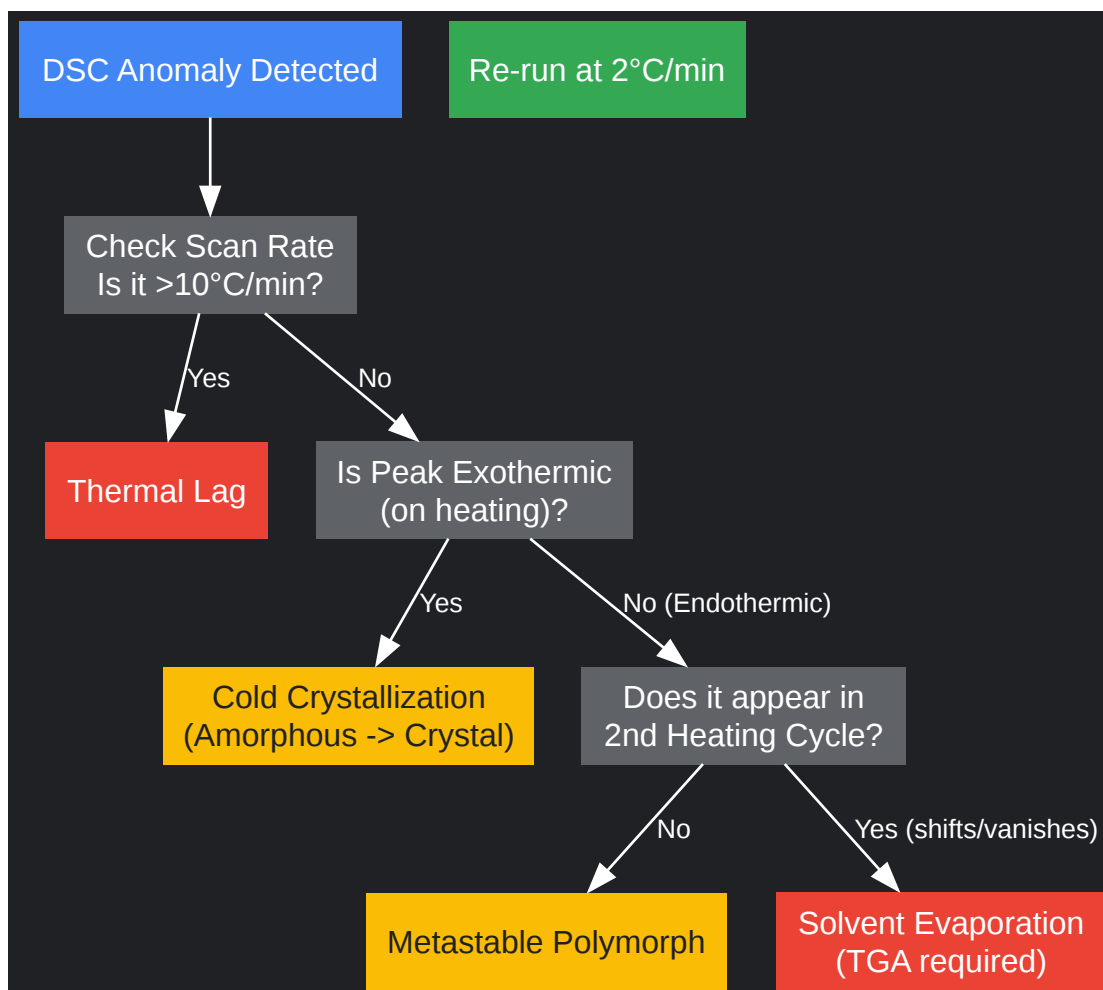 DSC Anomaly Detected
Re-run at 2°C/min
Check Scan Rate
Is it >10°C/min?
Yes
No
Thermal Lag
Is Peak Exothermic
(on heating)?
Yes
No (Endothermic)
Cold Crystallization
(Amorphous -> Crystal)
Does it appear in
2nd Heating Cycle?
No
Yes (shifts/vanishes)
Metastable Polymorph
Solvent Evaporation
(TGA required)